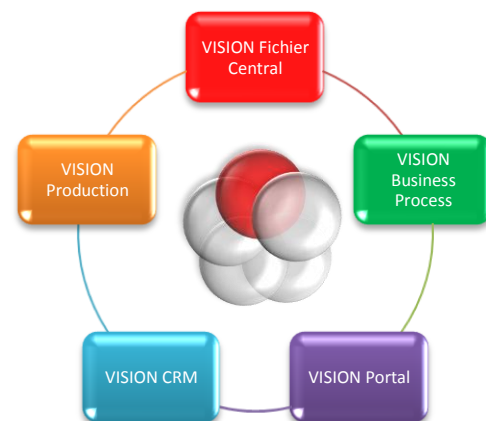 VISION Fichier
Central
VISION
Business
Process
VISION Portal
VISION CRM
VISION
Production